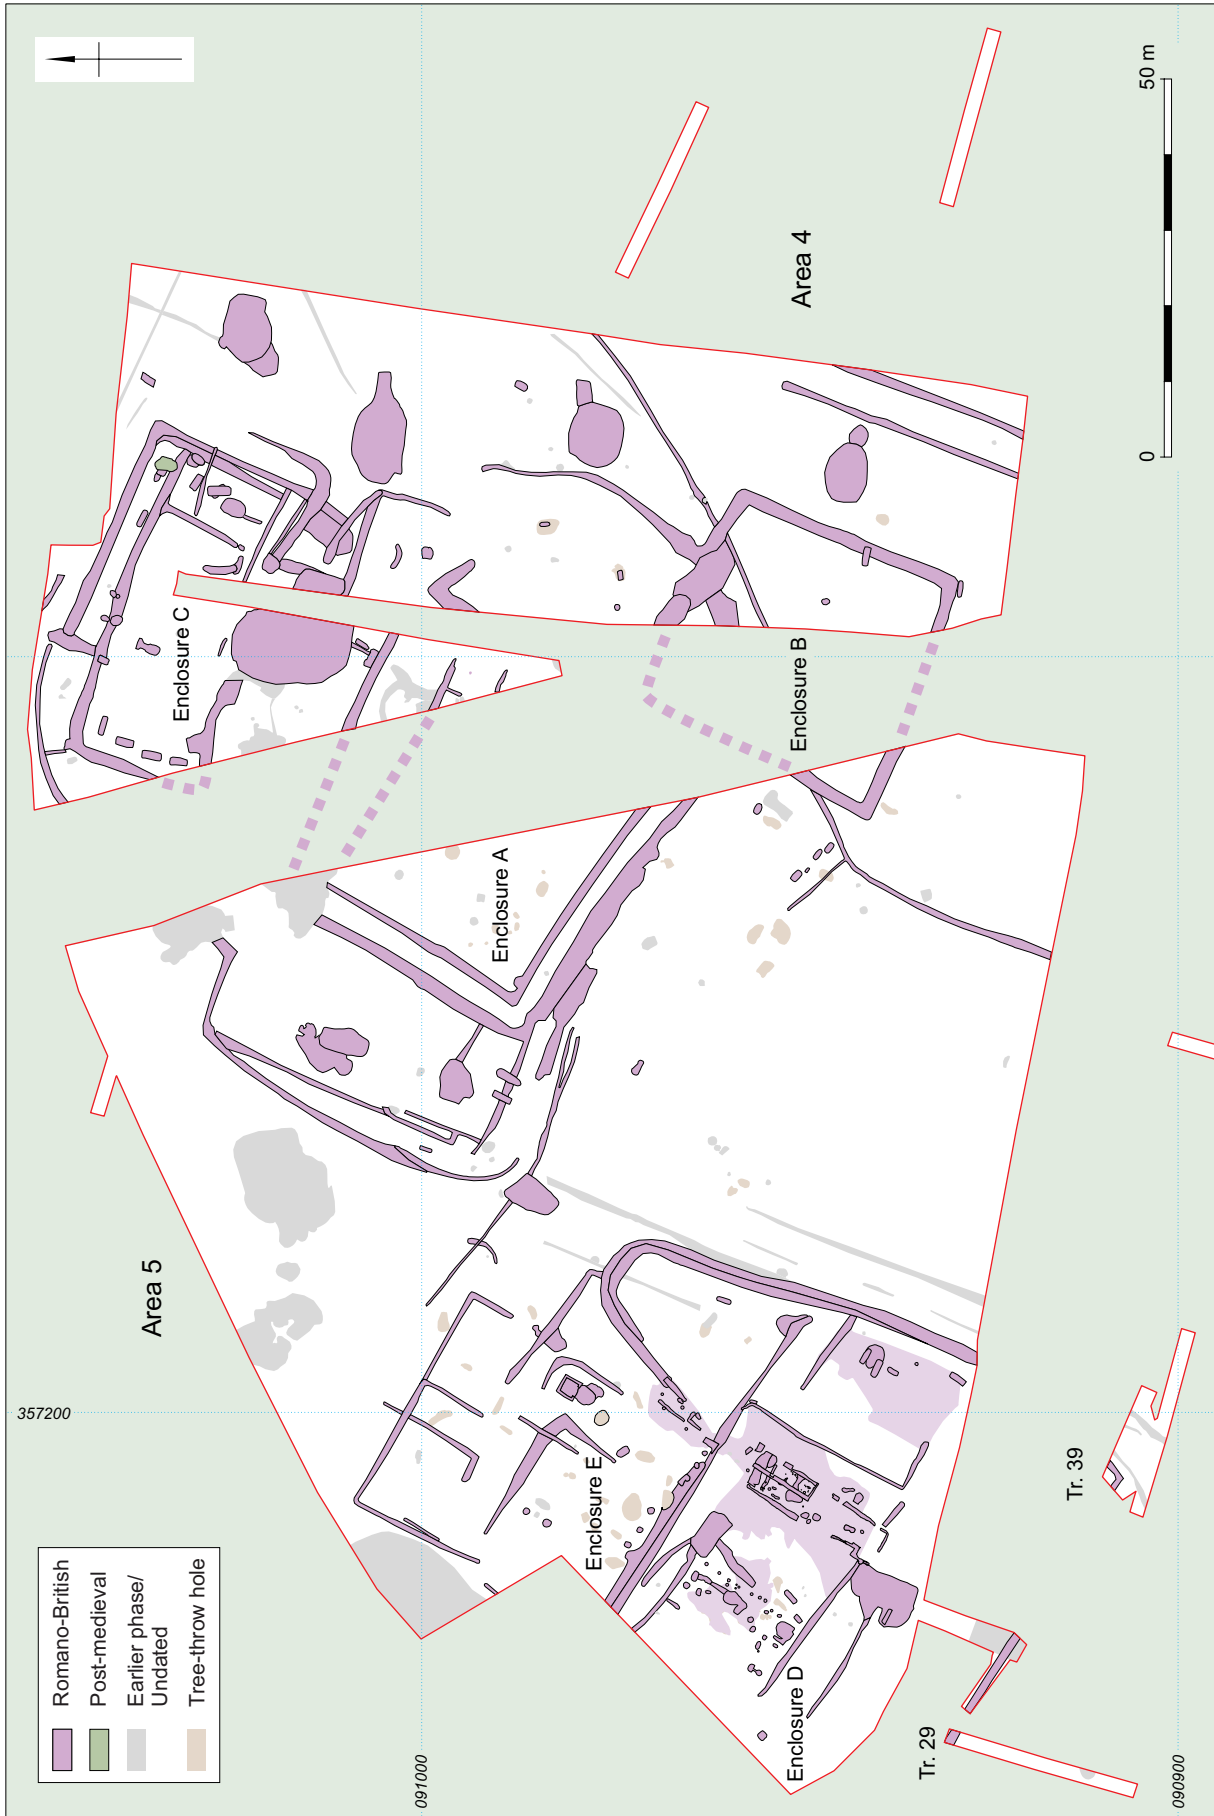 Romano-British
Post-medieval
Earlier phase/
Undated
Tree-throw hole
Area 5
Area 4
Enclosure C
Enclosure A
Enclosure B
Enclosure E
Enclosure D
Tr. 29
Tr. 39
357200
091000
090900
0
50 m